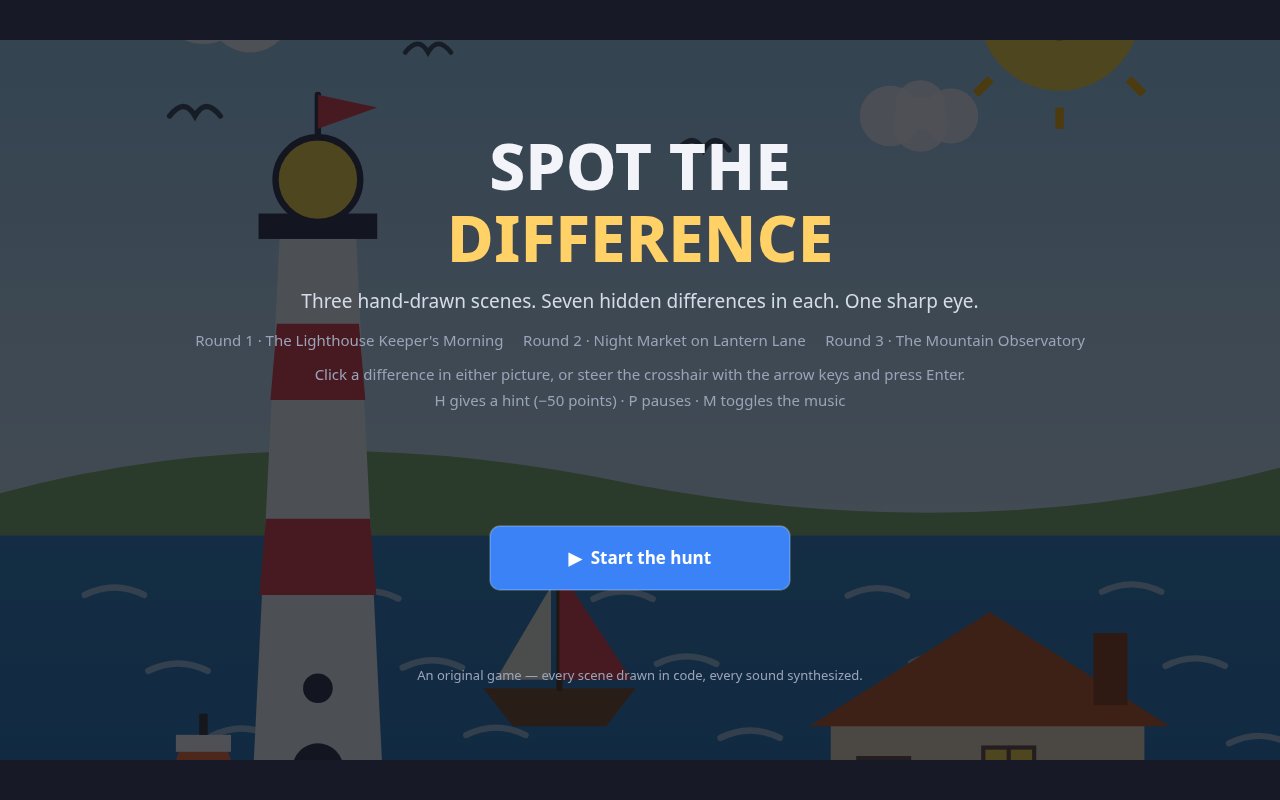 SPOT THE
DIFFERENCE
Three hand-drawn scenes. Seven hidden differences in each. One sharp eye.
Round 1 · The Lighthouse Keeper's Morning Round 2 · Night Market on Lantern Lane Round 3 · The Mountain Observatory
Click a difference in either picture, or steer the crosshair with the arrow keys and press Enter.
H gives a hint (−50 points) · P pauses · M toggles the music
▶ Start the hunt
An original game — every scene drawn in code, every sound synthesized.